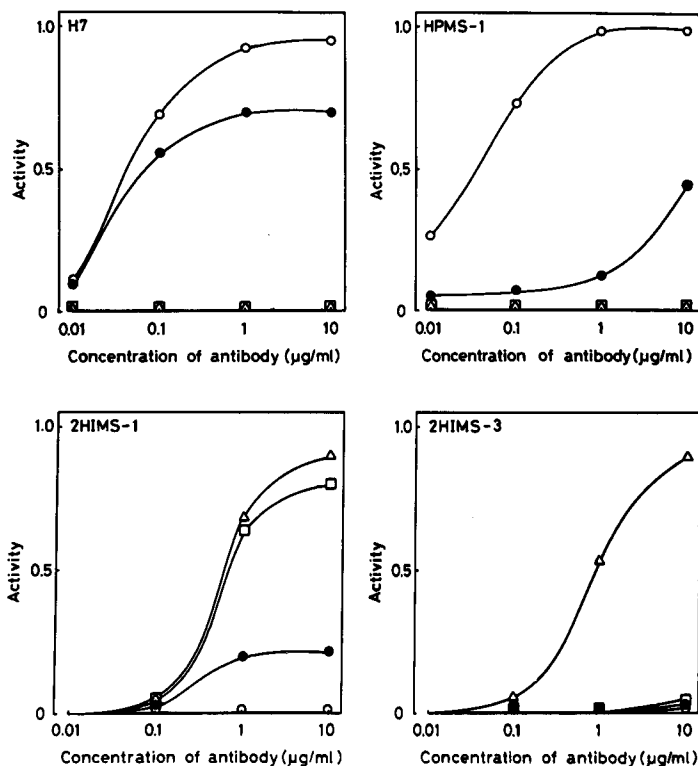 H7
1.0
0.5
0
Activity
0.01 0.1 1 10
Concentration of antibody (µg/ml)
HPMS-1
1.0
0.5
0
Activity
0.01 0.1 1 10
Concentration of antibody (µg/ml)
2HIMS-1
1.0
0.5
0
Activity
0.01 0.1 1 10
Concentration of antibody (µg/ml)
2HIMS-3
1.0
0.5
0
Activity
0.01 0.1 1 10
Concentration of antibody (µg/ml)